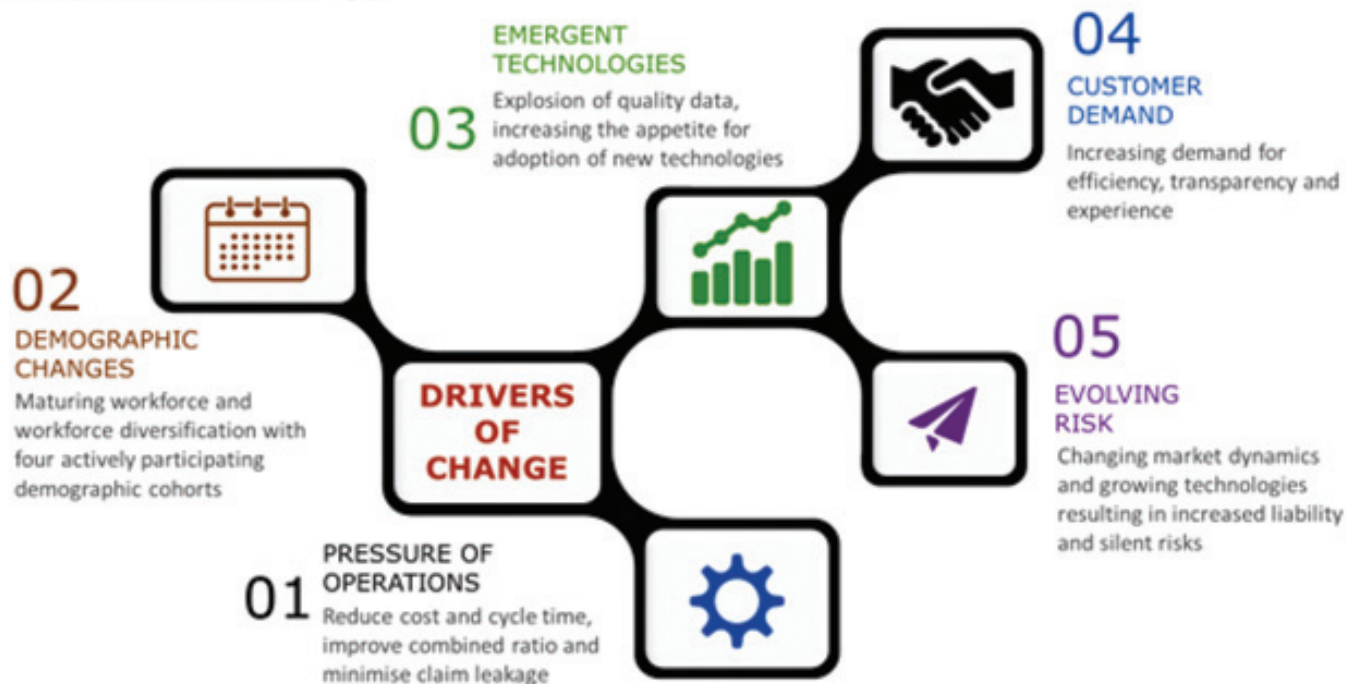 03
EMERGENT
TECHNOLOGIES
Explosion of quality data,
increasing the appetite for
adoption of new technologies
04
CUSTOMER
DEMAND
Increasing demand for
efficiency, transparency and
experience
02
DEMOGRAPHIC
CHANGES
Maturing workforce and
workforce diversification with
four actively participating
demographic cohorts
DRIVERS
OF
CHANGE
05
EVOLVING
RISK
Changing market dynamics
and growing technologies
resulting in increased liability
and silent risks
01
PRESSURE OF
OPERATIONS
Reduce cost and cycle time,
improve combined ratio and
minimise claim leakage